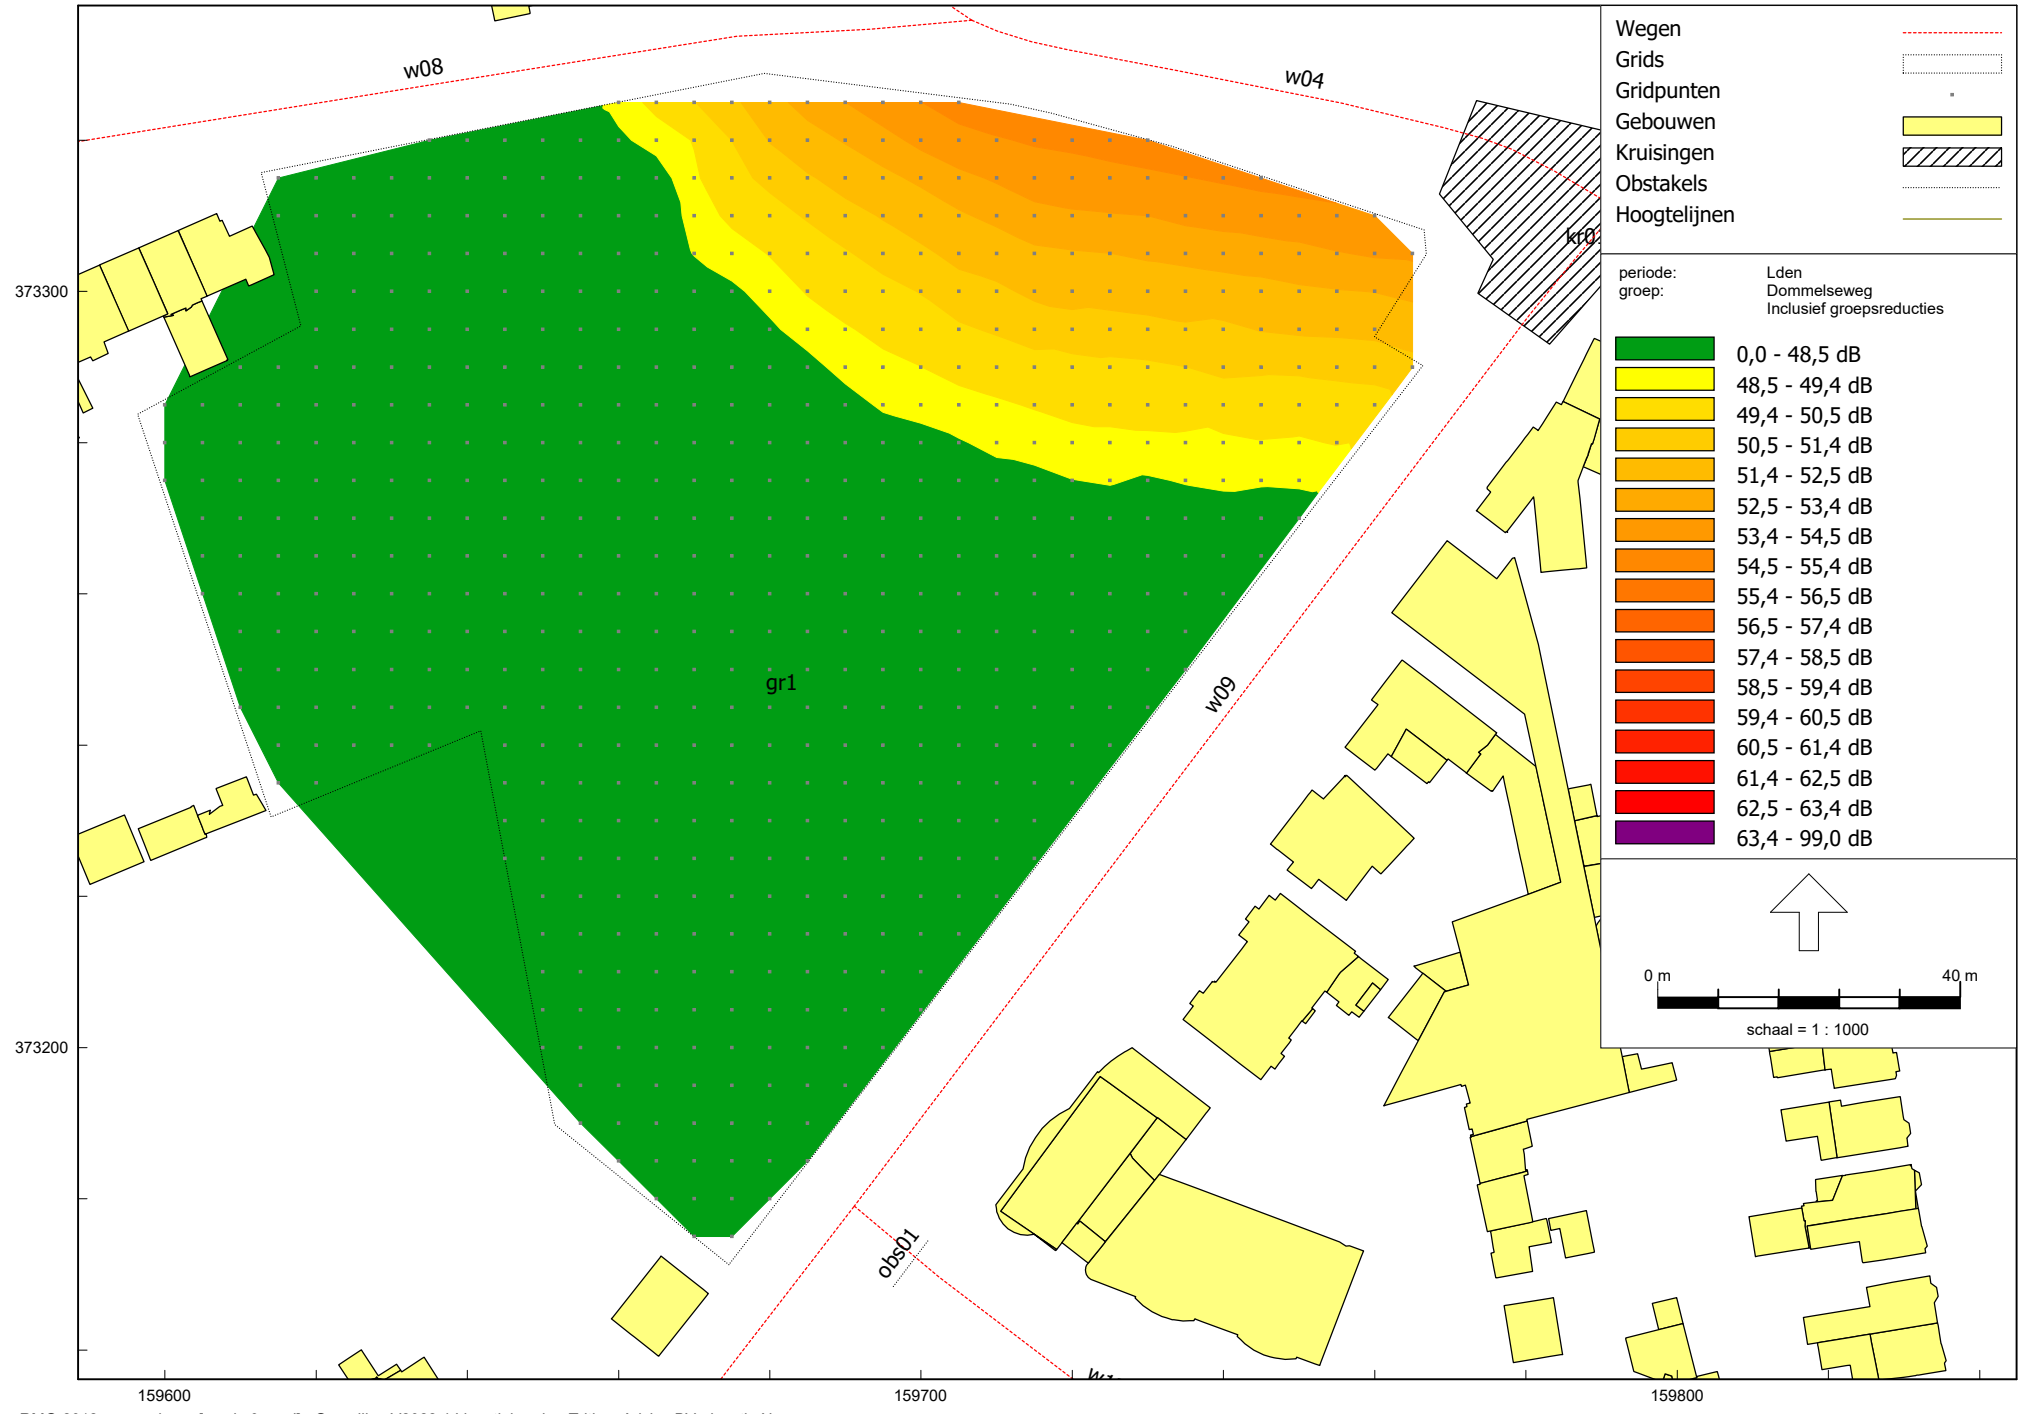 w08
w04
kr0
gr1
w09
obs01
373300
373200
159600
159700
159800
Wegen
Grids
Gridpunten
Gebouwen
Kruisingen
Obstakels
Hoogtelijnen
periode: Lden
groep: Dommelseweg
Inclusief groepsreducties
0,0 - 48,5 dB
48,5 - 49,4 dB
49,4 - 50,5 dB
50,5 - 51,4 dB
51,4 - 52,5 dB
52,5 - 53,4 dB
53,4 - 54,5 dB
54,5 - 55,4 dB
55,4 - 56,5 dB
56,5 - 57,4 dB
57,4 - 58,5 dB
58,5 - 59,4 dB
59,4 - 60,5 dB
60,5 - 61,4 dB
61,4 - 62,5 dB
62,5 - 63,4 dB
63,4 - 99,0 dB
0 m 40 m
schaal = 1 : 1000